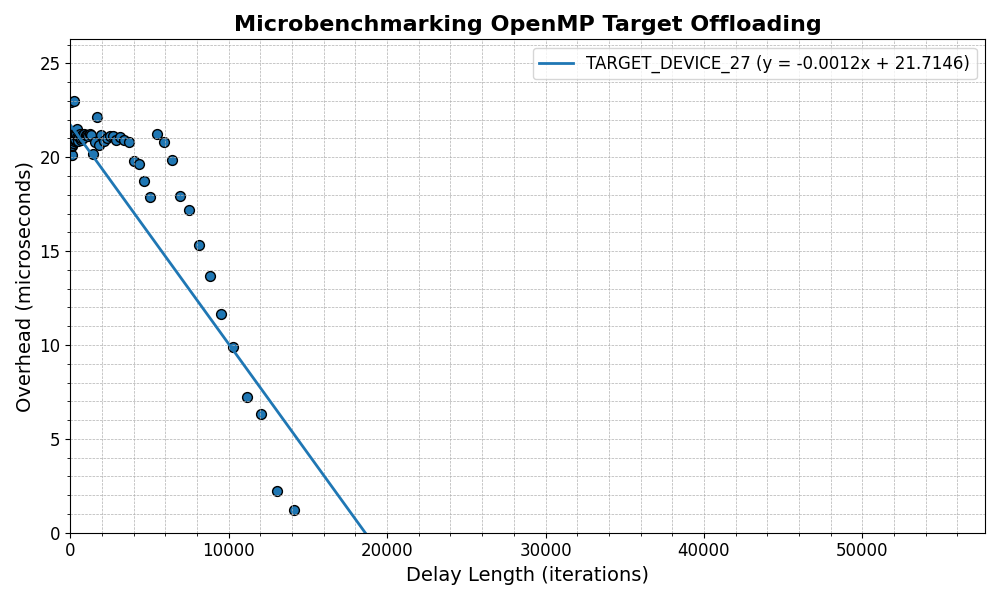 Microbenchmarking OpenMP Target Offloading
TARGET_DEVICE_27 (y = -0.0012x + 21.7146)
Overhead (microseconds)
25
20
15
10
5
0
0 10000 20000 30000 40000 50000
Delay Length (iterations)